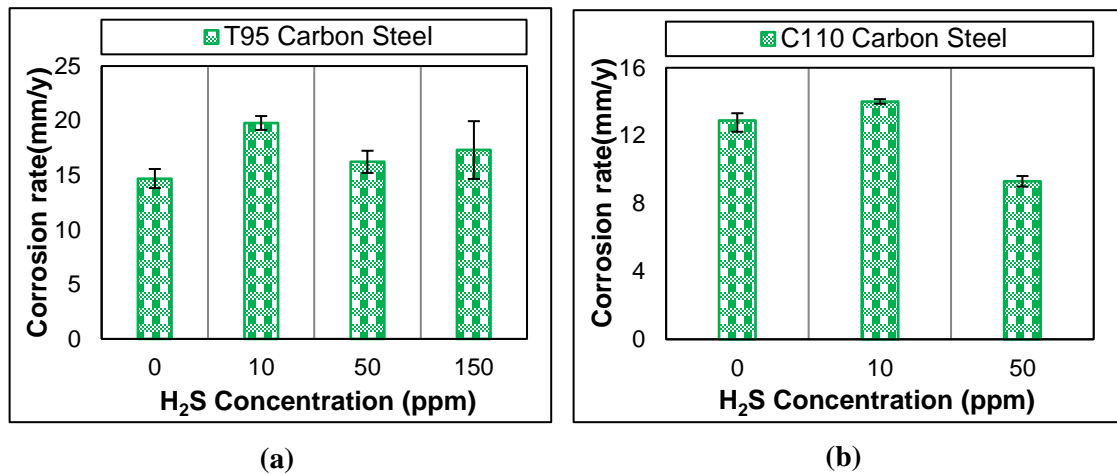 T95 Carbon Steel
25
20
15
10
5
0
Corrosion rate(mm/y)
0 10 50 150
H₂S Concentration (ppm)
(a)
C110 Carbon Steel
16
12
8
4
0
Corrosion rate(mm/y)
0 10 50
H₂S Concentration (ppm)
(b)